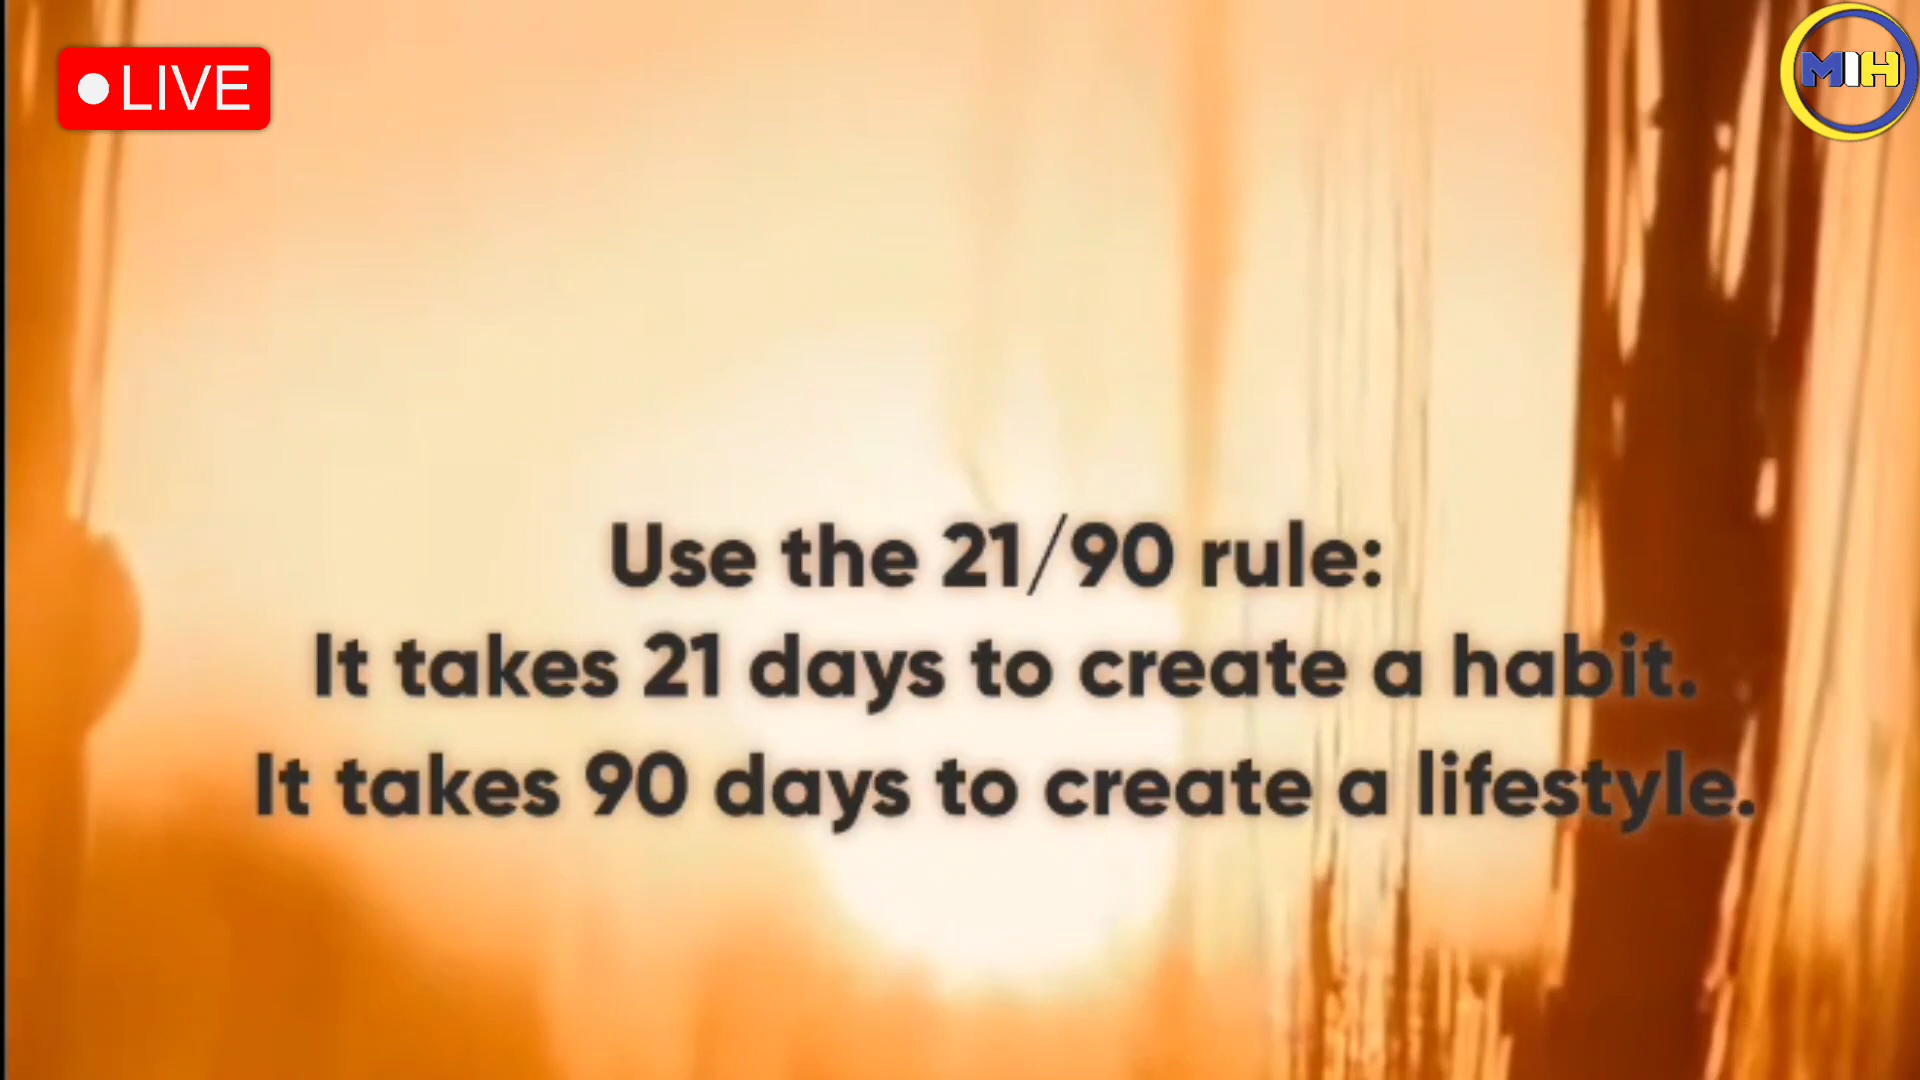 LIVE
MIH
Use the 21/90 rule:
It takes 21 days to create a habit.
It takes 90 days to create a lifestyle.